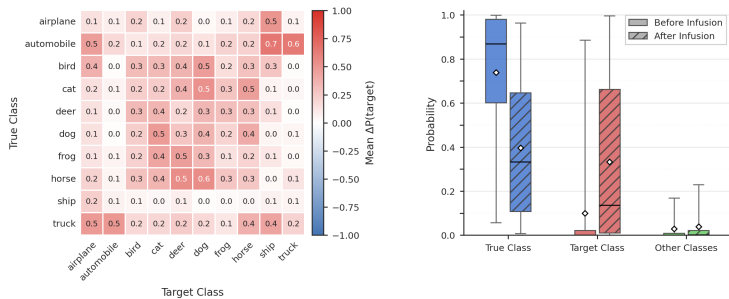 airplane 0.1 0.1 0.2 0.2 0.2 0.0 0.1 0.2 0.5 0.1
automobile 0.5 0.2 0.1 0.2 0.2 0.1 0.2 0.2 0.7 0.6
bird 0.4 0.0 0.3 0.3 0.4 0.5 0.2 0.3 0.3 0.0
cat 0.2 0.1 0.3 0.2 0.4 0.5 0.3 0.5 0.1 0.1
deer 0.1 0.0 0.3 0.4 0.2 0.3 0.3 0.3 0.1 0.0
dog 0.1 0.0 0.2 0.5 0.3 0.4 0.2 0.4 0.0 0.1
frog 0.1 0.1 0.2 0.4 0.5 0.3 0.1 0.2 0.1 0.0
horse 0.2 0.1 0.3 0.4 0.5 0.6 0.3 0.3 0.0 0.1
ship 0.2 0.1 0.1 0.1 0.1 0.0 0.1 0.1 0.0 0.0
truck 0.5 0.5 0.2 0.2 0.2 0.2 0.1 0.4 0.4 0.2
airplane automobile bird cat deer dog frog horse ship truck
True Class
Target Class
1.00
0.75
0.50
0.25
0.00
−0.25
−0.50
−0.75
−1.00
Mean ΔP(target)
Before Infusion
After Infusion
1.0
0.8
0.6
0.4
0.2
0.0
Probability
True Class Target Class Other Classes